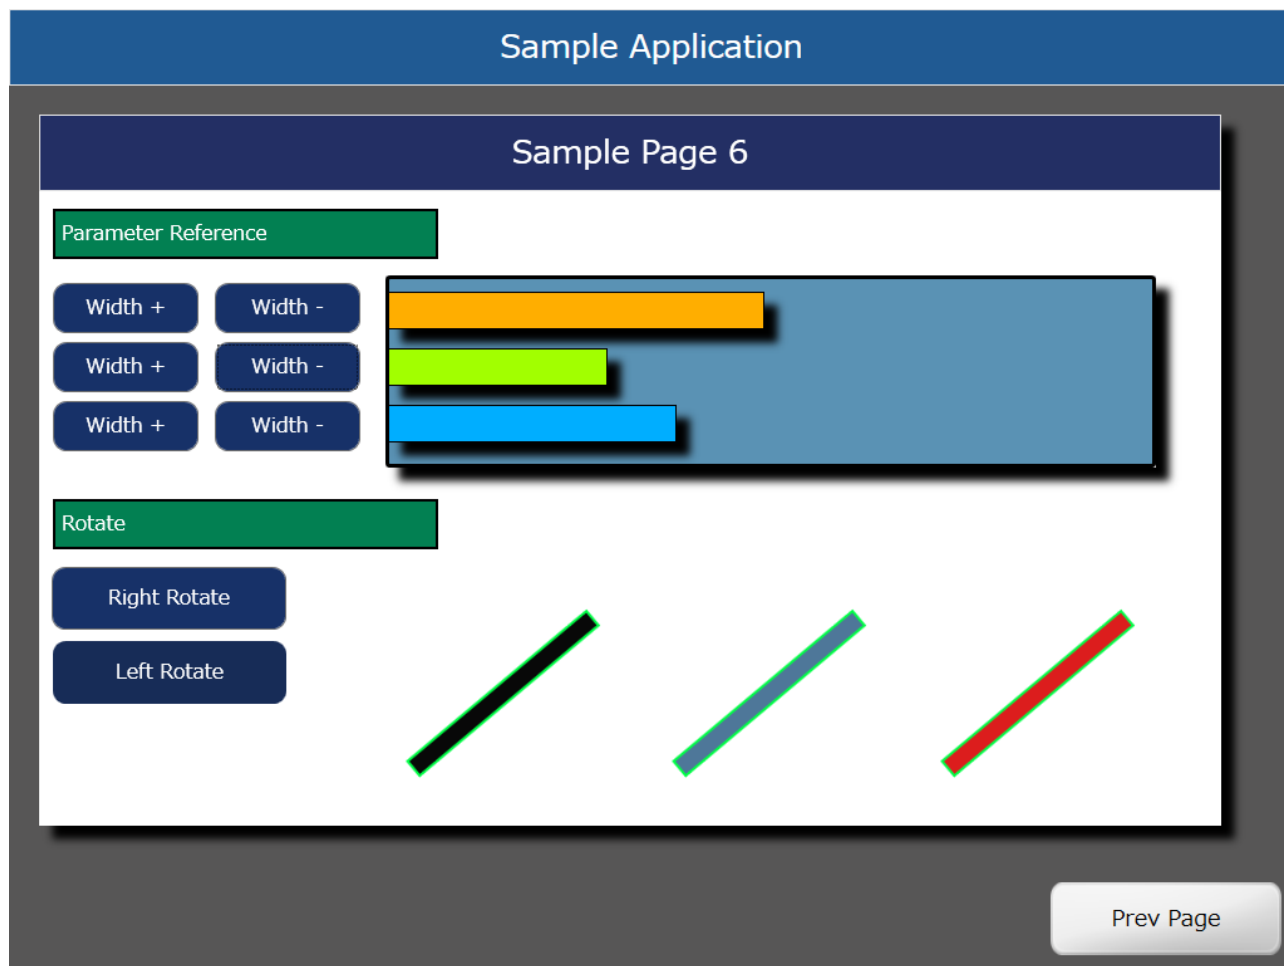 Sample Application
Sample Page 6
Parameter Reference
Width +
Width -
Width +
Width -
Width +
Width -
Rotate
Right Rotate
Left Rotate
Prev Page